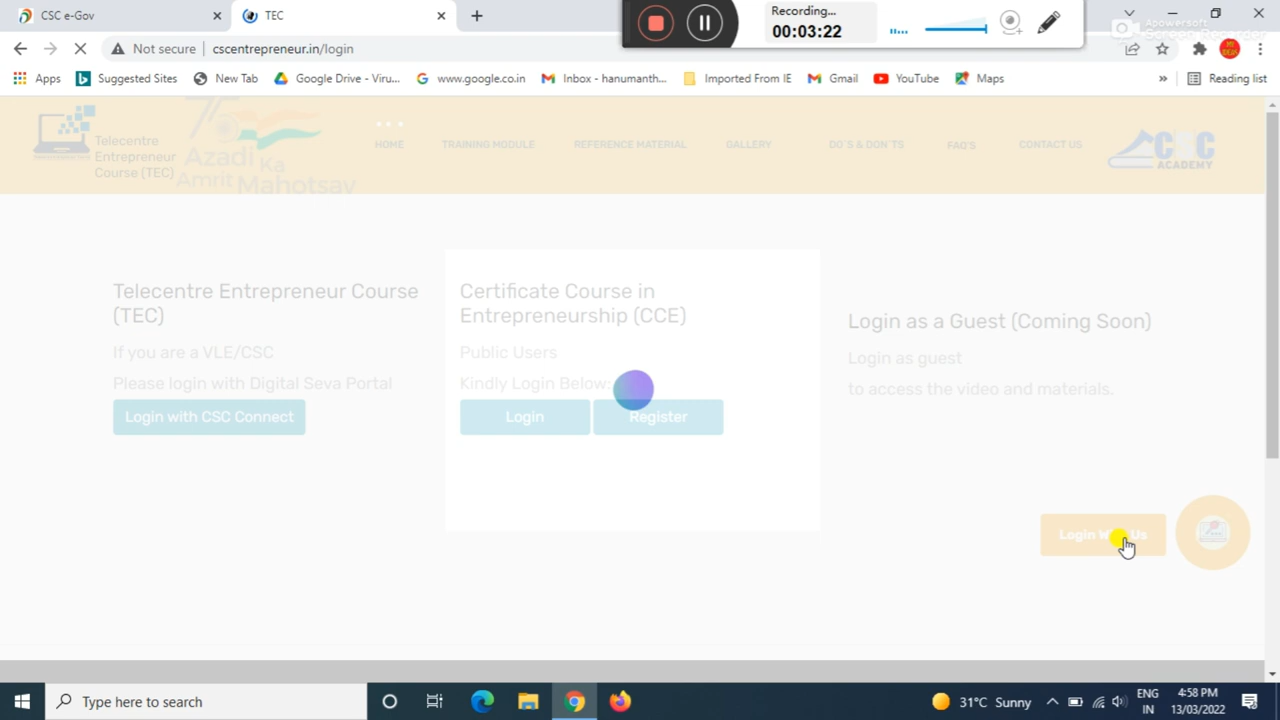 CSC e-Gov
TEC
Recording...
00:03:22
Apowersoft
Screen Recorder
Not secure
cscentrepreneur.in/login
Apps
Suggested Sites
New Tab
Google Drive - Viru...
www.google.co.in
Inbox - hanumanth...
Imported From IE
Gmail
YouTube
Maps
»
Reading list
Telecentre
Entrepreneur
Course (TEC)
Azadi Ka
Amrit Mahotsav
HOME
TRAINING MODULE
REFERENCE MATERIAL
GALLERY
DO`S & DON`TS
FAQ'S
CONTACT US
CSC
ACADEMY
Telecentre Entrepreneur Course
(TEC)
If you are a VLE/CSC
Please login with Digital Seva Portal
Login with CSC Connect
Certificate Course in
Entrepreneurship (CCE)
Public Users
Kindly Login Below:
Login
Register
Login as a Guest (Coming Soon)
Login as guest
to access the video and materials.
Login With Us
Type here to search
31°C Sunny
ENG
IN
4:58 PM
13/03/2022